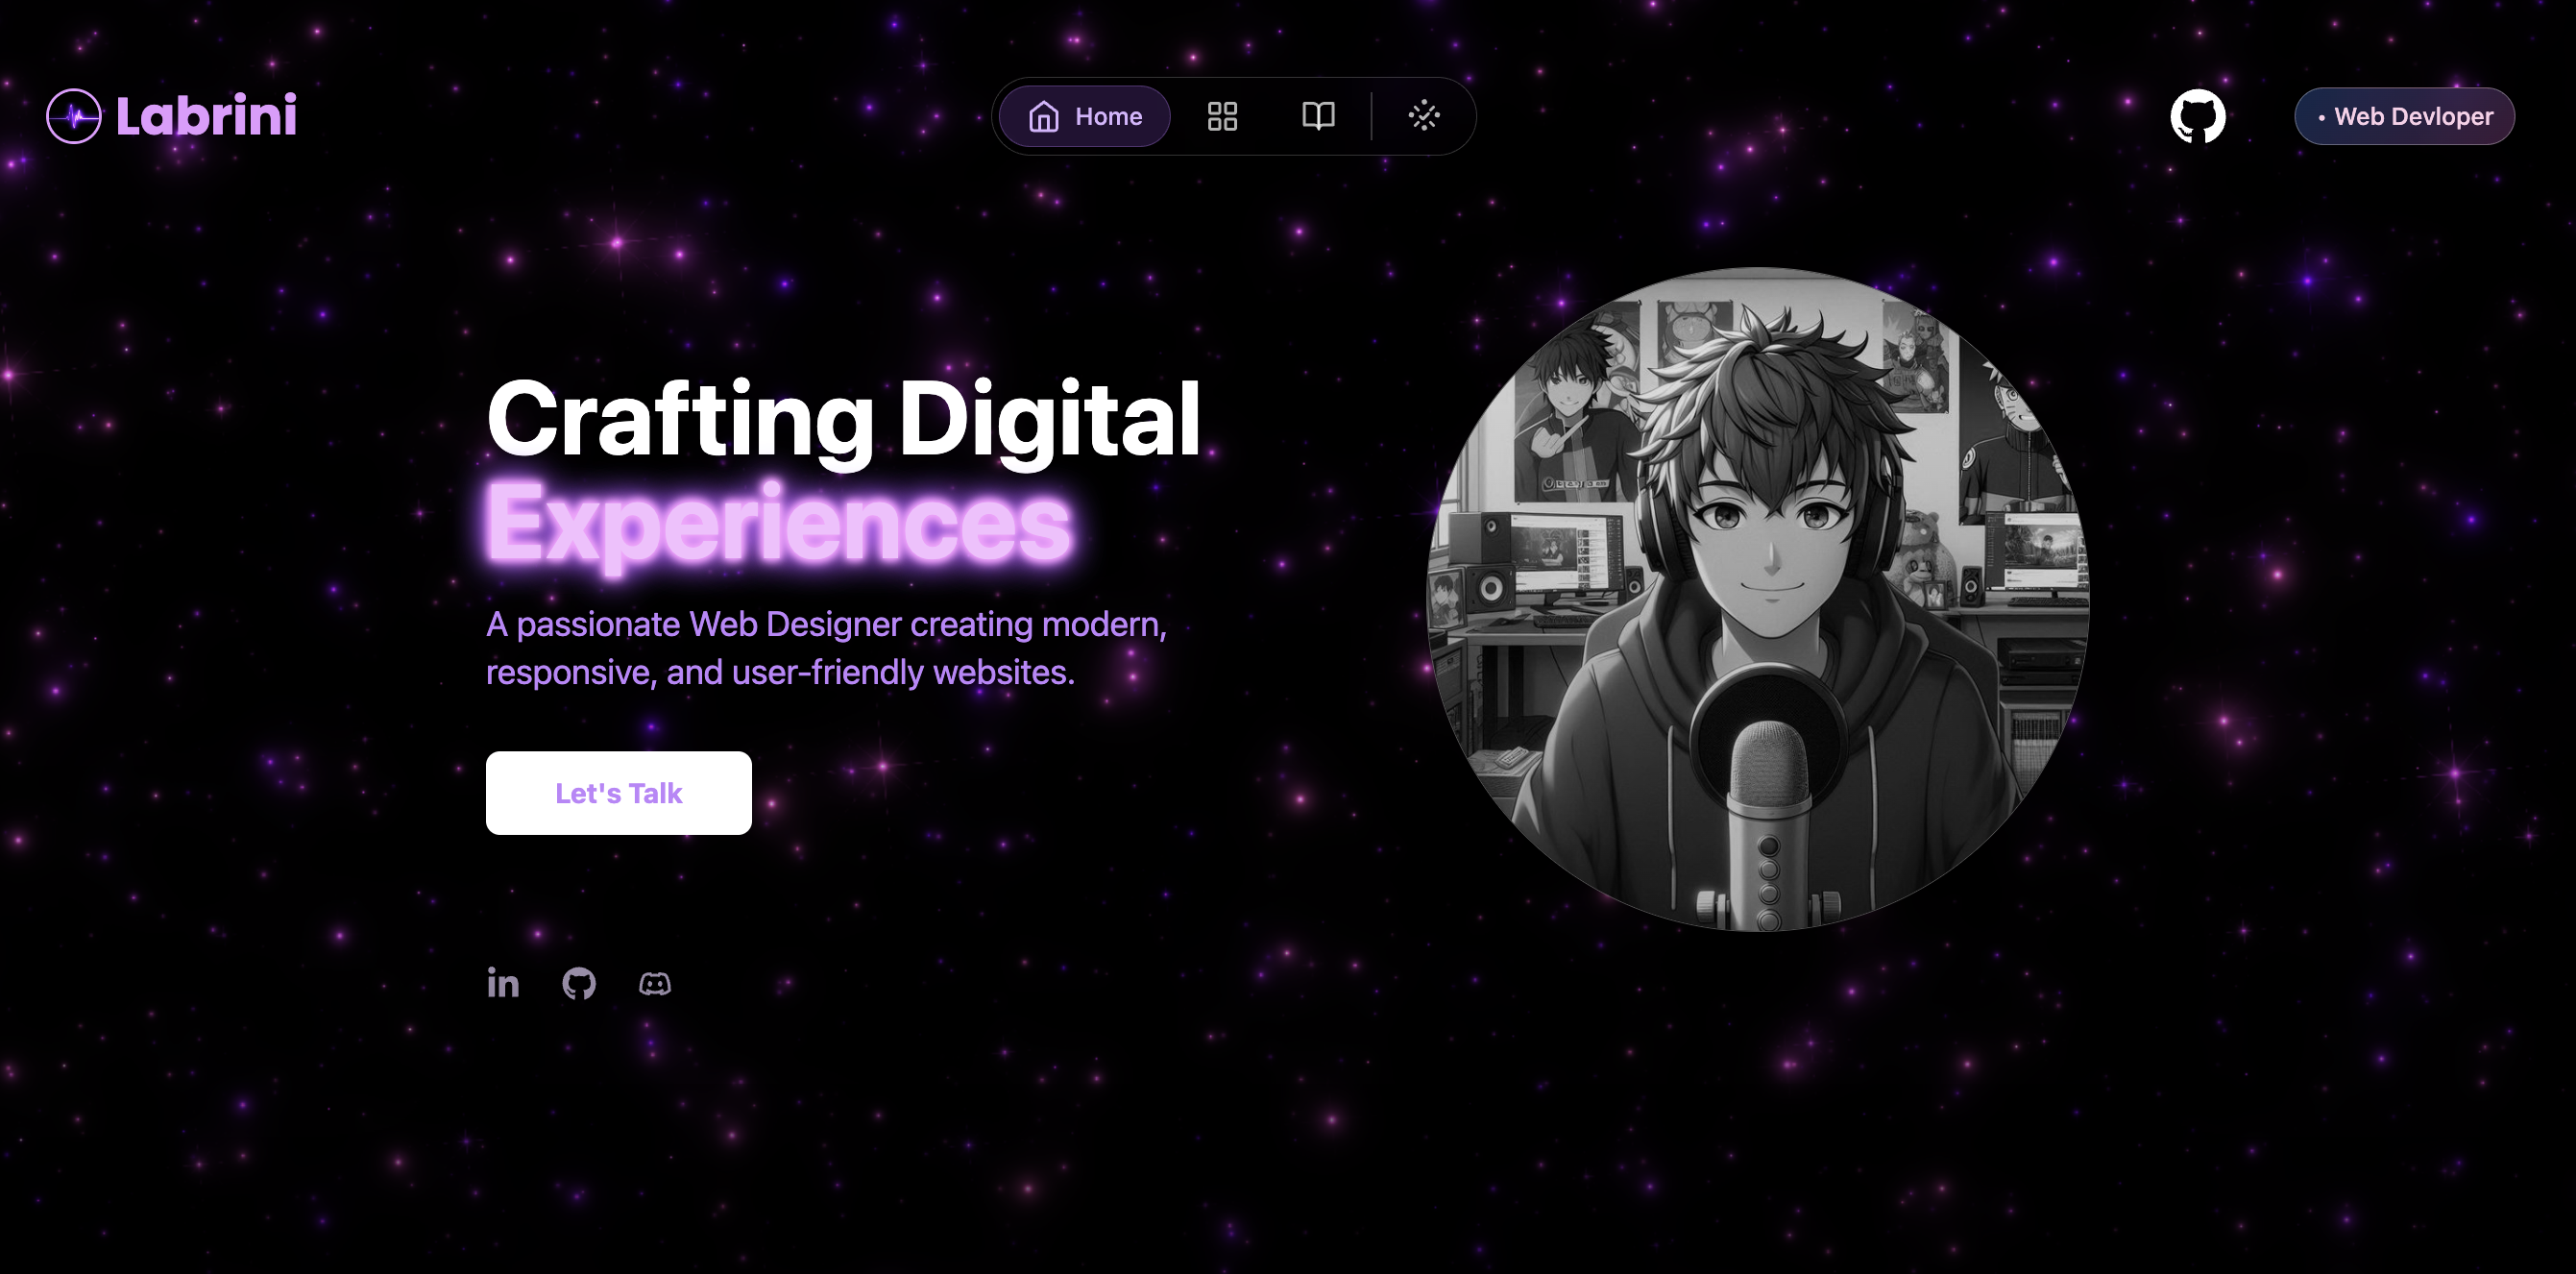 Labrini
Home
• Web Devloper
Crafting Digital
Experiences
A passionate Web Designer creating modern,
responsive, and user-friendly websites.
Let's Talk
in